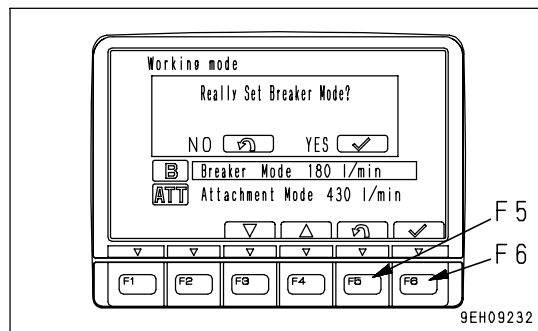 Working mode
Really Set Breaker Mode?
NO YES
B Breaker Mode 180 l/min
ATT Attachment Mode 430 l/min
F5
F6
F1 F2 F3 F4 F5 F6
9EH09232